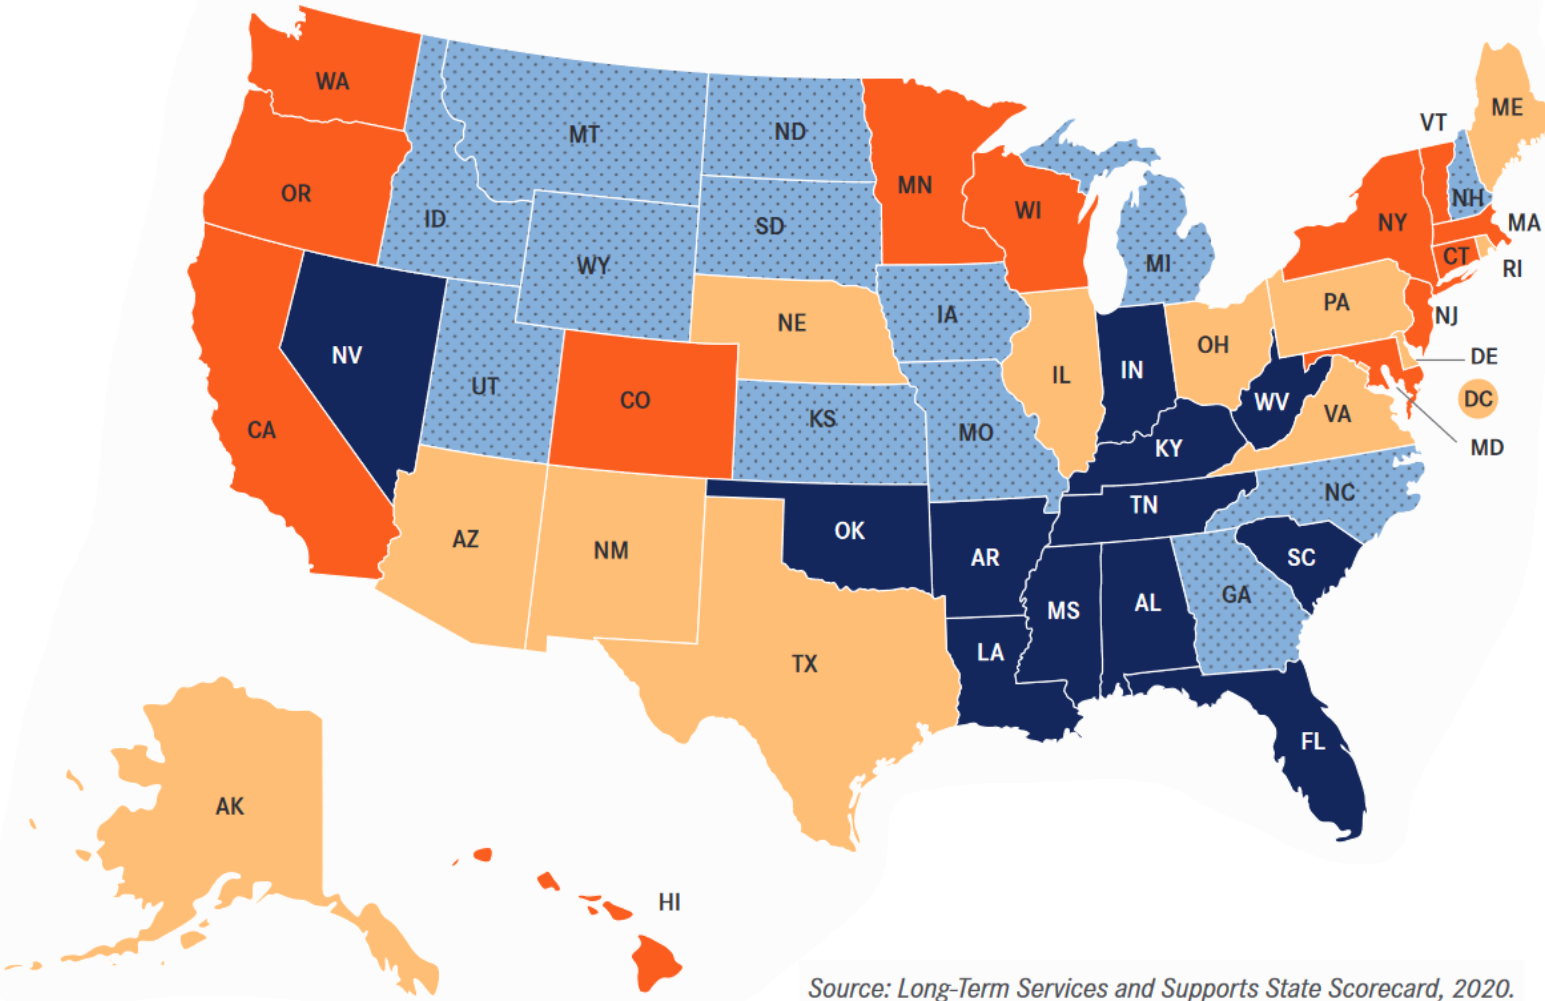 WA
MT
ND
MN
VT
ME
OR
ID
WY
SD
WI
MI
NY
NH
MA
CT
RI
NV
UT
NE
IA
IL
IN
OH
PA
NJ
DE
DC
MD
CA
CO
KS
MO
KY
WV
VA
AZ
NM
OK
AR
TN
NC
SC
TX
LA
MS
AL
GA
FL
AK
HI
Source: Long-Term Services and Supports State Scorecard, 2020.